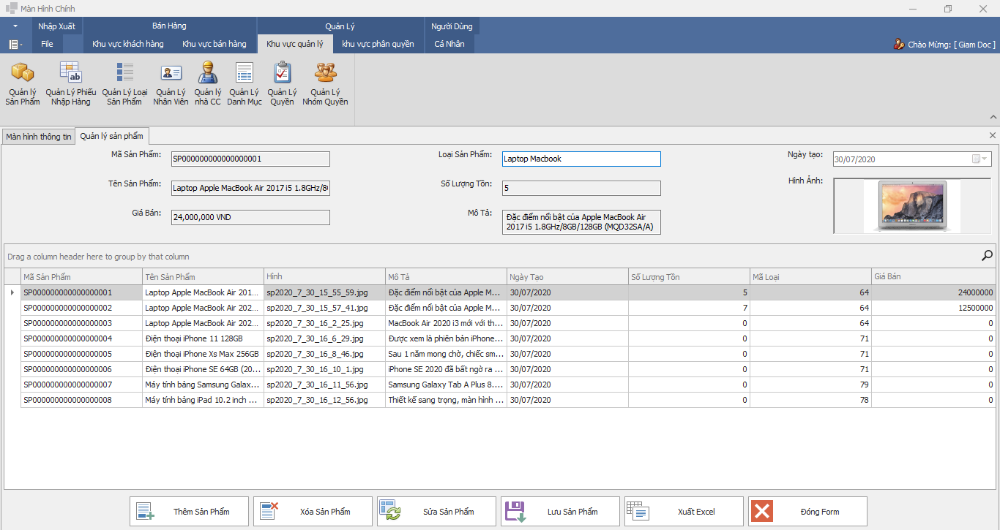 Màn Hình Chính
Nhập Xuất
Bán Hàng
Quản Lý
Người Dùng
File
Khu vực khách hàng
Khu vực bán hàng
Khu vực quản lý
khu vực phân quyền
Cá Nhân
Chào Mừng: [ Giam Doc ]
Quản lý
Sản Phẩm
Quản Lý Phiếu
Nhập Hàng
Quản Lý Loại
Sản Phẩm
Quản Lý
Nhân Viên
Quản lý
nhà CC
Quản Lý
Danh Mục
Quản Lý
Quyền
Quản Lý
Nhóm Quyền
Màn hình thông tin
Quản lý sản phẩm
Mã Sản Phẩm:
SP000000000000000001
Loại Sản Phẩm:
Laptop Macbook
Ngày tạo:
30/07/2020
Tên Sản Phẩm:
Laptop Apple MacBook Air 2017 i5 1.8GHz/8
Số Lượng Tồn:
5
Hình Ảnh:
Giá Bán:
24,000,000 VND
Mô Tả:
Đặc điểm nổi bật của Apple MacBook Air
2017 i5 1.8GHz/8GB/128GB (MQD32SA/A)
Drag a column header here to group by that column
Mã Sản Phẩm Tên Sản Phẩm Hình Mô Tả Ngày Tạo Số Lượng Tồn Mã Loại Giá Bán
SP000000000000000001 Laptop Apple MacBook Air 201... sp2020_7_30_15_55_59.jpg Đặc điểm nổi bật của Apple M... 30/07/2020 5 64 24000000
SP000000000000000002 Laptop Apple MacBook Air 202... sp2020_7_30_15_57_41.jpg Đặc điểm nổi bật của Apple M... 30/07/2020 7 64 12500000
SP000000000000000003 Laptop Apple MacBook Air 202... sp2020_7_30_16_2_25.jpg MacBook Air 2020 i3 mới với th... 30/07/2020 0 64 0
SP000000000000000004 Điện thoại iPhone 11 128GB sp2020_7_30_16_6_29.jpg Được xem là phiên bản iPhone... 30/07/2020 0 71 0
SP000000000000000005 Điện thoại iPhone Xs Max 256GB sp2020_7_30_16_8_46.jpg Sau 1 năm mong chờ, chiếc sm... 30/07/2020 0 71 0
SP000000000000000006 Điện thoại iPhone SE 64GB (20... sp2020_7_30_16_10_1.jpg iPhone SE 2020 đã bất ngờ ra ... 30/07/2020 0 71 0
SP000000000000000007 Máy tính bảng Samsung Galax... sp2020_7_30_16_11_56.jpg Samsung Galaxy Tab A Plus 8.... 30/07/2020 0 79 0
SP000000000000000008 Máy tính bảng iPad 10.2 inch ... sp2020_7_30_16_12_56.jpg Thiết kế sang trọng, màn hình ... 30/07/2020 0 78 0
Thêm Sản Phẩm
Xóa Sản Phẩm
Sửa Sản Phẩm
Lưu Sản Phẩm
Xuất Excel
Đóng Form